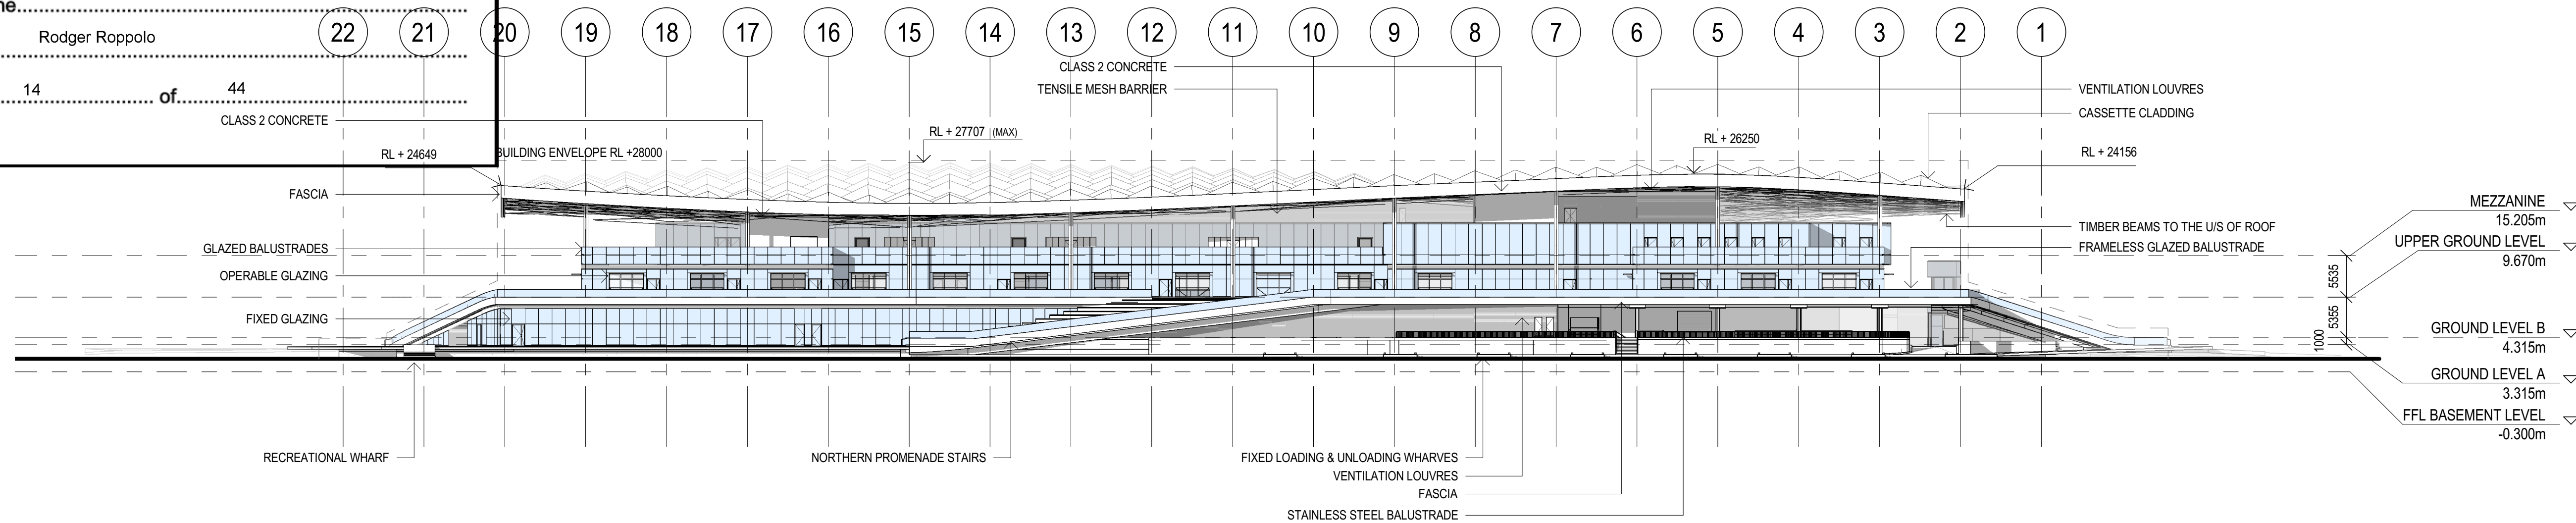 ne
Rodger Roppolo
14 of 44
22 21 20 19 18 17 16 15 14 13 12 11 10 9 8 7 6 5 4 3 2 1
CLASS 2 CONCRETE
TENSILE MESH BARRIER
VENTILATION LOUVRES
CASSETTE CLADDING
CLASS 2 CONCRETE
RL + 27707 (MAX)
RL + 26250
RL + 24649
BUILDING ENVELOPE RL +28000
RL + 24156
FASCIA
GLAZED BALUSTRADES
OPERABLE GLAZING
FIXED GLAZING
TIMBER BEAMS TO THE U/S OF ROOF
FRAMELESS GLAZED BALUSTRADE
MEZZANINE
15.205m
UPPER GROUND LEVEL
9.670m
5535
5355
1000
GROUND LEVEL B
4.315m
GROUND LEVEL A
3.315m
FFL BASEMENT LEVEL
-0.300m
RECREATIONAL WHARF
NORTHERN PROMENADE STAIRS
FIXED LOADING & UNLOADING WHARVES
VENTILATION LOUVRES
FASCIA
STAINLESS STEEL BALUSTRADE